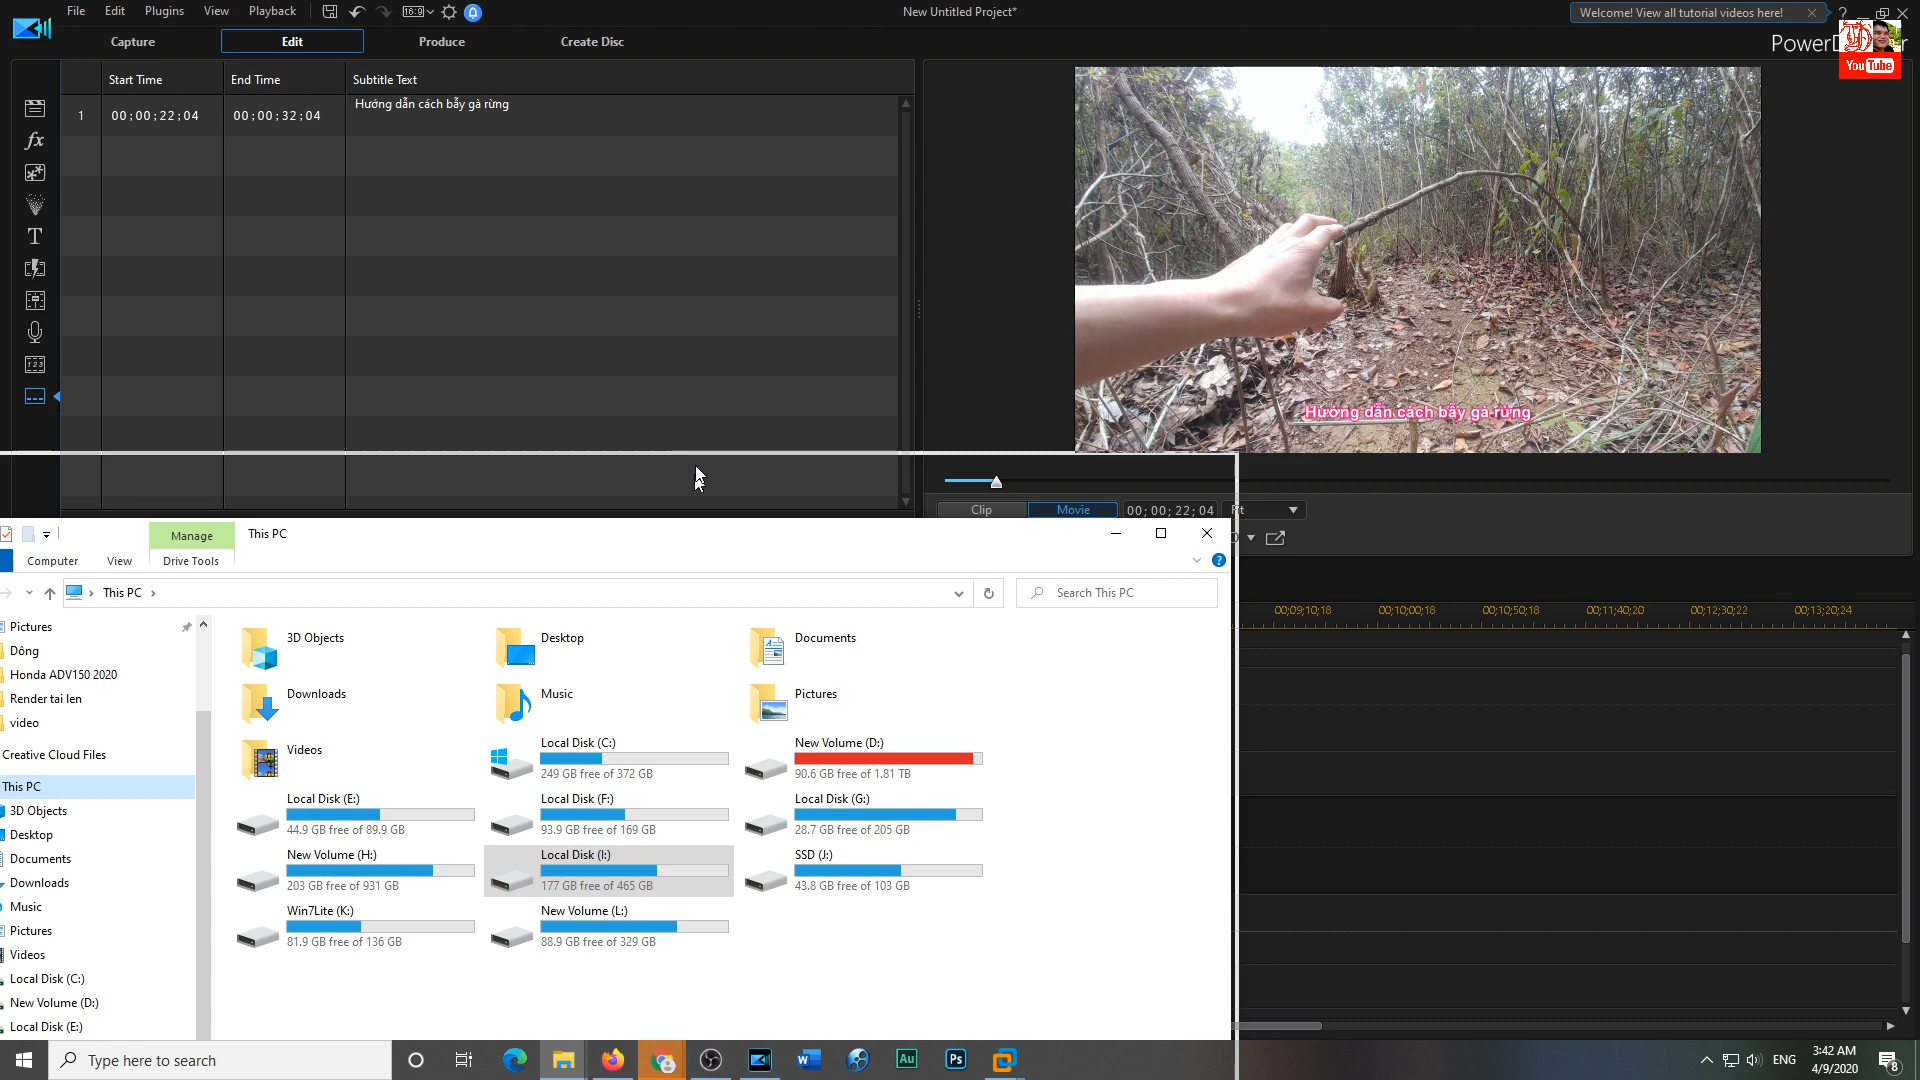 File Edit Plugins View Playback
16:9
New Untitled Project*
Welcome! View all tutorial videos here!
?
Capture Edit Produce Create Disc
YouTube
Start Time End Time Subtitle Text
1 00;00;22;04 00;00;32;04 Hướng dẫn cách bẫy gà rừng
fx
T
Hướng dẫn cách bẫy gà rừng
Clip Movie 00; 00; 22; 04
Manage This PC
Computer View Drive Tools
This PC
Search This PC
00;09;10;18 00;10;00;18 00;10;50;18 00;11;40;20 00;12;30;22 00;13;20;24
Pictures
Dông
Honda ADV150 2020
Render tai len
video
Creative Cloud Files
This PC
3D Objects
Desktop
Documents
Downloads
Music
Pictures
Videos
Local Disk (C:)
New Volume (D:)
Local Disk (E:)
3D Objects Desktop Documents
Downloads Music Pictures
Videos
Local Disk (C:)
249 GB free of 372 GB
New Volume (D:)
90.6 GB free of 1.81 TB
Local Disk (E:)
44.9 GB free of 89.9 GB
Local Disk (F:)
93.9 GB free of 169 GB
Local Disk (G:)
28.7 GB free of 205 GB
New Volume (H:)
203 GB free of 931 GB
Local Disk (I:)
177 GB free of 465 GB
SSD (J:)
43.8 GB free of 103 GB
Win7Lite (K:)
81.9 GB free of 136 GB
New Volume (L:)
88.9 GB free of 329 GB
Type here to search
Au
Ps
ENG
3:42 AM
4/9/2020
8